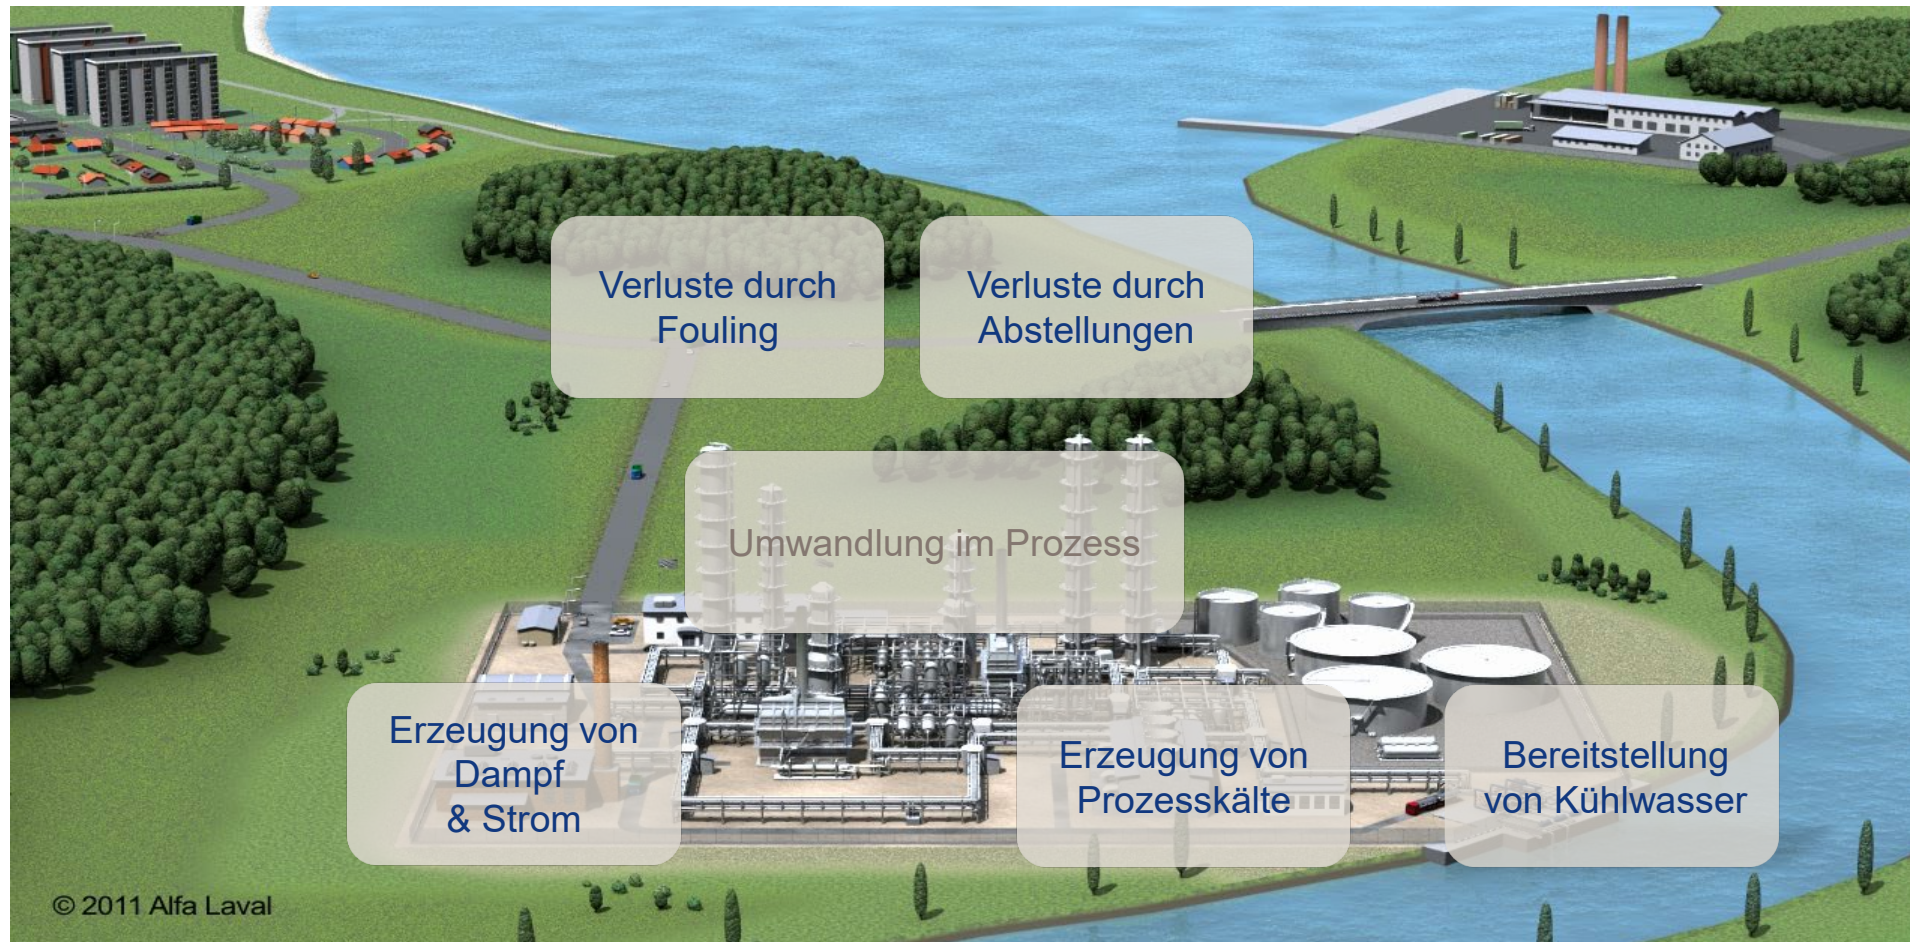 Verluste durch
Fouling
Verluste durch
Abstellungen
Umwandlung im Prozess
Erzeugung von
Dampf
& Strom
Erzeugung von
Prozesskälte
Bereitstellung
von Kühlwasser
© 2011 Alfa Laval